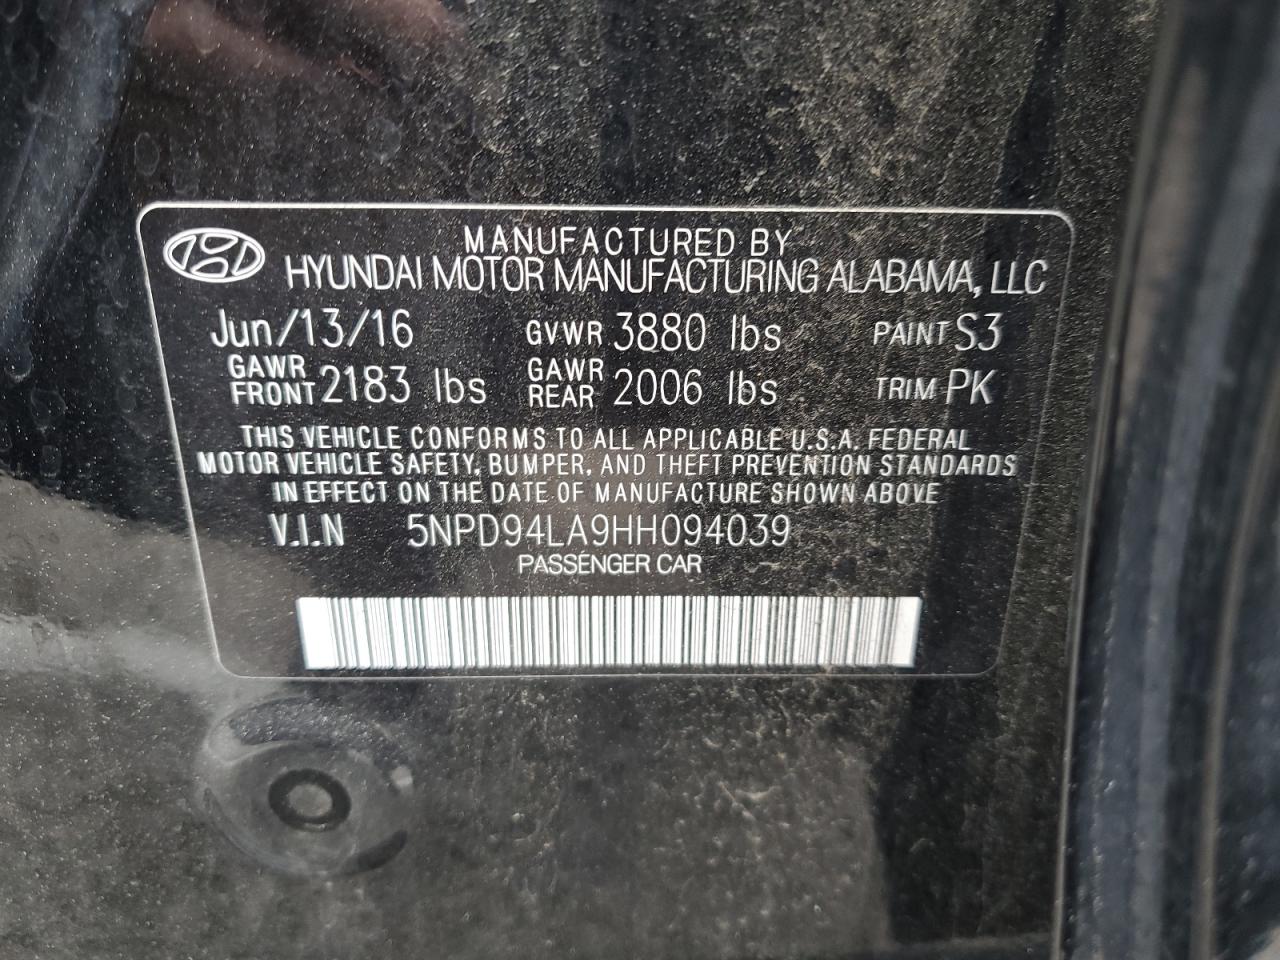 MANUFACTURED BY
HYUNDAI MOTOR MANUFACTURING ALABAMA, LLC
Jun/13/16 GVWR 3880 lbs PAINT S3
GAWR FRONT 2183 lbs GAWR REAR 2006 lbs TRIM PK
THIS VEHICLE CONFORMS TO ALL APPLICABLE U.S.A. FEDERAL
MOTOR VEHICLE SAFETY, BUMPER, AND THEFT PREVENTION STANDARDS
IN EFFECT ON THE DATE OF MANUFACTURE SHOWN ABOVE
V.I.N 5NPD94LA9HH094039
PASSENGER CAR